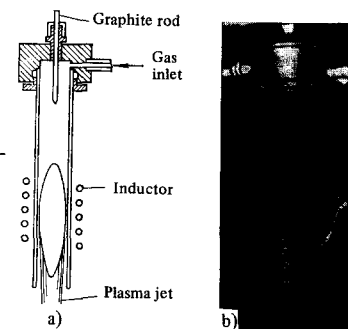 Graphite rod
Gas
inlet
Inductor
Plasma jet
a)
b)